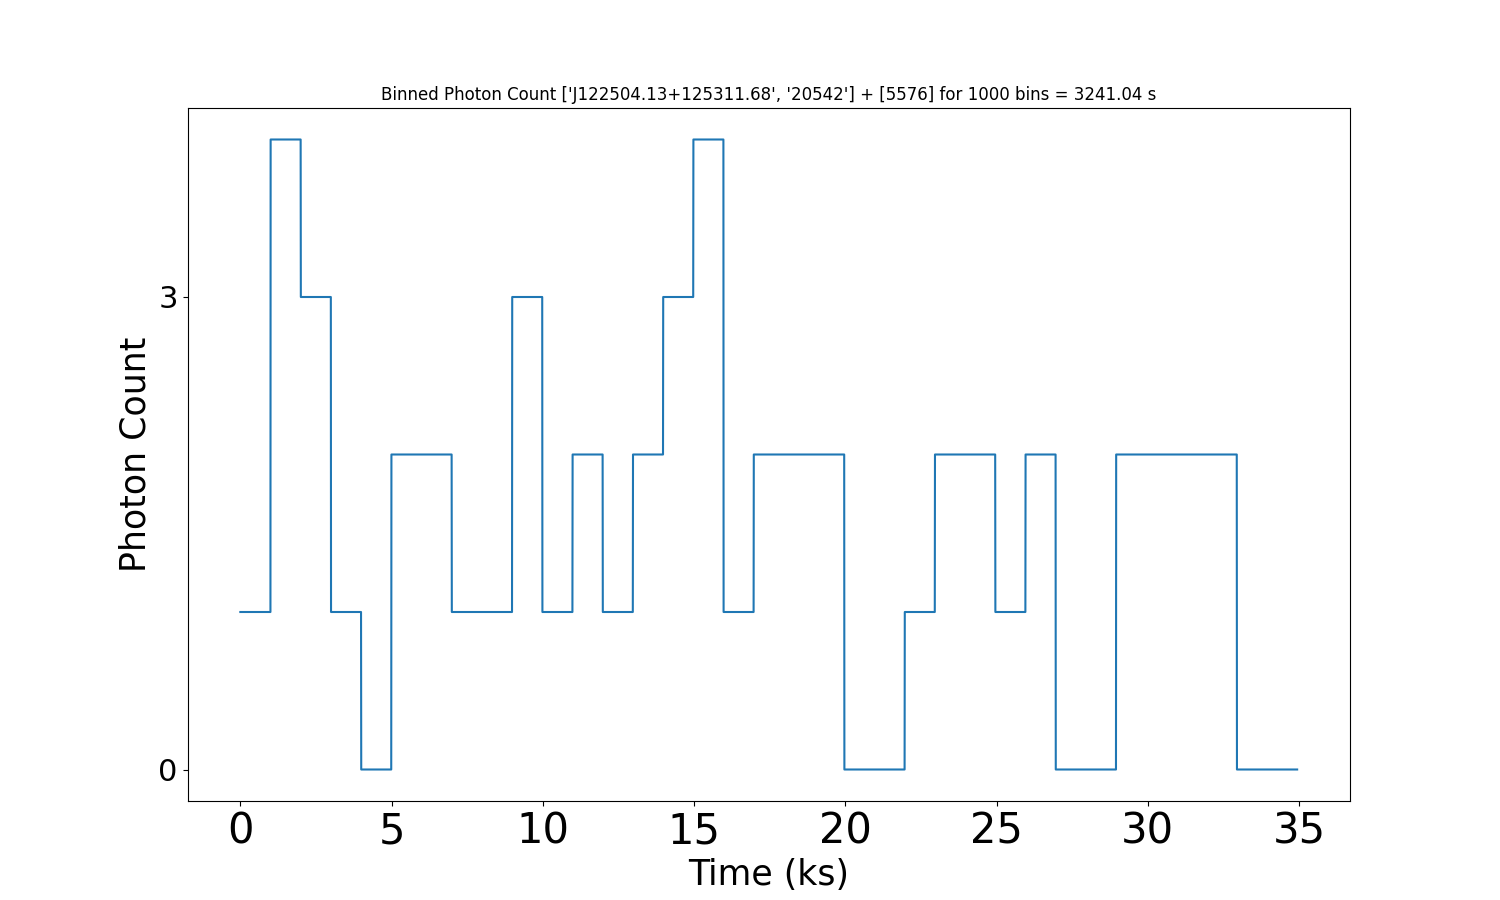 Binned Photon Count ['J122504.13+125311.68', '20542'] + [5576] for 1000 bins = 3241.04 s
3
Photon Count
0
0 5 10 15 20 25 30 35
Time (ks)